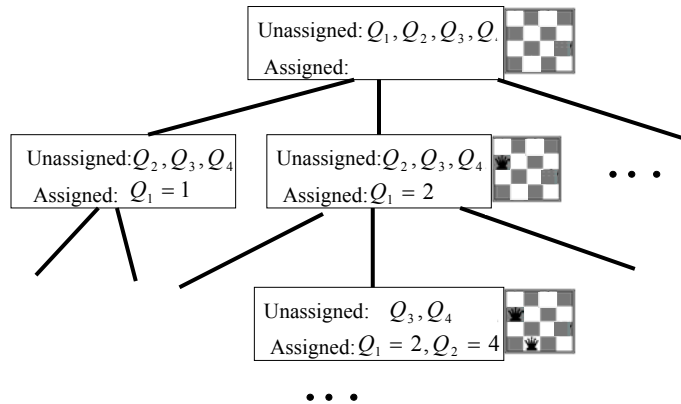 Unassigned: Q₁, Q₂, Q₃, Q
Assigned:
Unassigned: Q₂, Q₃, Q₄
Assigned: Q₁ = 1
Unassigned: Q₂, Q₃, Q₄
Assigned: Q₁ = 2
• • •
Unassigned: Q₃, Q₄
Assigned: Q₁ = 2, Q₂ = 4
• • •